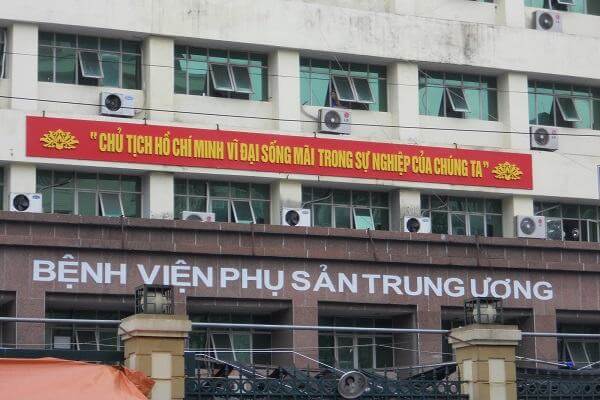 "CHỦ TỊCH HỒ CHÍ MINH VĨ ĐẠI SỐNG MÃI TRONG SỰ NGHIỆP CỦA CHÚNG TA"
BỆNH VIỆN PHỤ SẢN TRUNG ƯƠNG